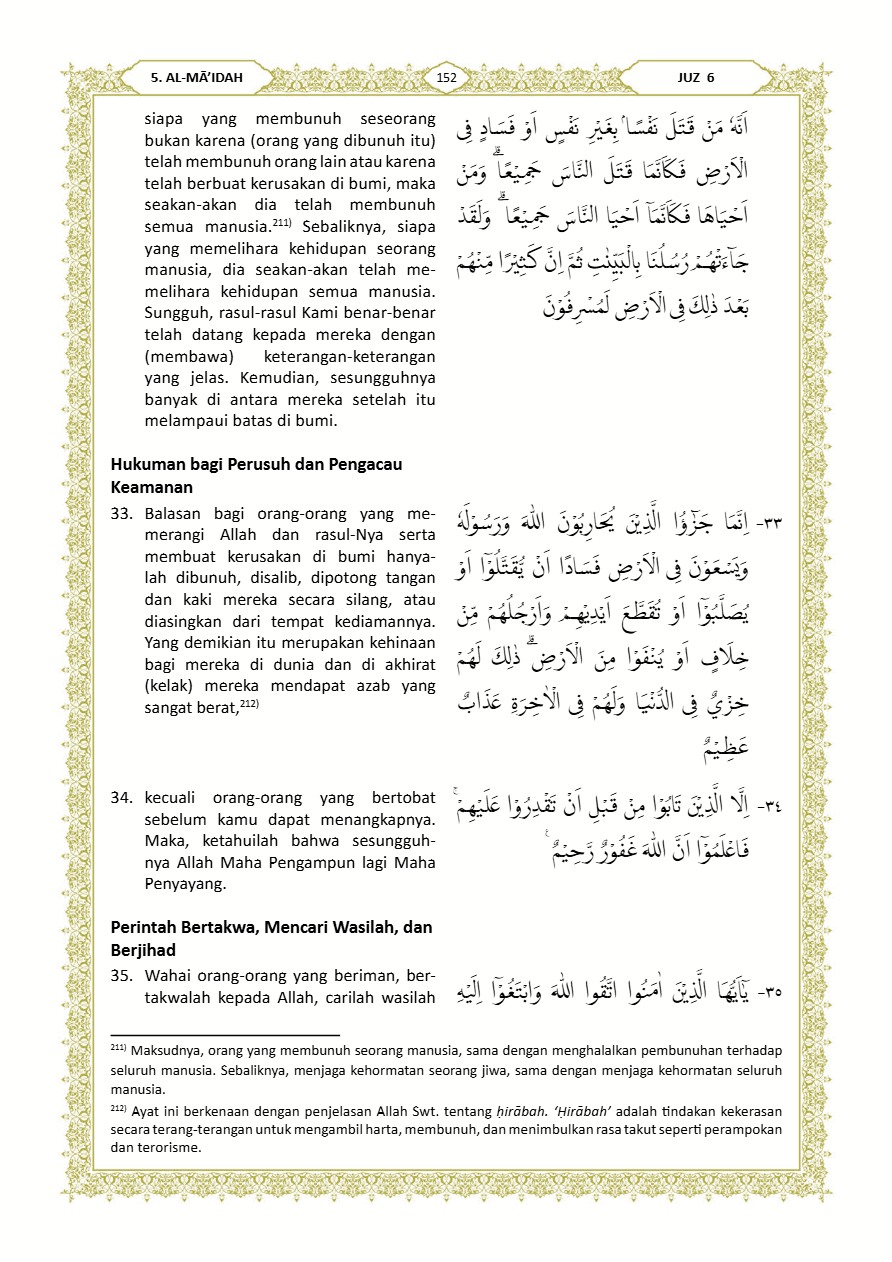 5. AL-MĀ’IDAH
152
JUZ 6
siapa yang membunuh seseorang
bukan karena (orang yang dibunuh itu)
telah membunuh orang lain atau karena
telah berbuat kerusakan di bumi, maka
seakan-akan dia telah membunuh
semua manusia.²¹¹⁾ Sebaliknya, siapa
yang memelihara kehidupan seorang
manusia, dia seakan-akan telah me-
melihara kehidupan semua manusia.
Sungguh, rasul-rasul Kami benar-benar
telah datang kepada mereka dengan
(membawa) keterangan-keterangan
yang jelas. Kemudian, sesungguhnya
banyak di antara mereka setelah itu
melampaui batas di bumi.
اَنَّهٗ مَنْ قَتَلَ نَفْسًاۢ بِغَيْرِ نَفْسٍ اَوْ فَسَادٍ فِى
الْاَرْضِ فَكَاَنَّمَا قَتَلَ النَّاسَ جَمِيْعًاۗ وَمَنْ
اَحْيَاهَا فَكَاَنَّمَآ اَحْيَا النَّاسَ جَمِيْعًاۗ وَلَقَدْ
جَاۤءَتْهُمْ رُسُلُنَا بِالْبَيِّنٰتِ ثُمَّ اِنَّ كَثِيْرًا مِّنْهُمْ
بَعْدَ ذٰلِكَ فِى الْاَرْضِ لَمُسْرِفُوْنَ
Hukuman bagi Perusuh dan Pengacau
Keamanan
33. Balasan bagi orang-orang yang me-
merangi Allah dan rasul-Nya serta
membuat kerusakan di bumi hanya-
lah dibunuh, disalib, dipotong tangan
dan kaki mereka secara silang, atau
diasingkan dari tempat kediamannya.
Yang demikian itu merupakan kehinaan
bagi mereka di dunia dan di akhirat
(kelak) mereka mendapat azab yang
sangat berat,²¹²⁾
٣٣- اِنَّمَا جَزٰۤؤُا الَّذِيْنَ يُحَارِبُوْنَ اللّٰهَ وَرَسُوْلَهٗ
وَيَسْعَوْنَ فِى الْاَرْضِ فَسَادًا اَنْ يُّقَتَّلُوْٓا اَوْ
يُصَلَّبُوْٓا اَوْ تُقَطَّعَ اَيْدِيْهِمْ وَاَرْجُلُهُمْ مِّنْ
خِلَافٍ اَوْ يُنْفَوْا مِنَ الْاَرْضِۗ ذٰلِكَ لَهُمْ
خِزْيٌ فِى الدُّنْيَا وَلَهُمْ فِى الْاٰخِرَةِ عَذَابٌ
عَظِيْمٌ
34. kecuali orang-orang yang bertobat
sebelum kamu dapat menangkapnya.
Maka, ketahuilah bahwa sesungguh-
nya Allah Maha Pengampun lagi Maha
Penyayang.
٣٤- اِلَّا الَّذِيْنَ تَابُوْا مِنْ قَبْلِ اَنْ تَقْدِرُوْا عَلَيْهِمْۚ
فَاعْلَمُوْٓا اَنَّ اللّٰهَ غَفُوْرٌ رَّحِيْمٌࣖ
Perintah Bertakwa, Mencari Wasilah, dan
Berjihad
35. Wahai orang-orang yang beriman, ber-
takwalah kepada Allah, carilah wasilah
٣٥- يٰٓاَيُّهَا الَّذِيْنَ اٰمَنُوا اتَّقُوا اللّٰهَ وَابْتَغُوْٓا اِلَيْهِ
²¹¹⁾ Maksudnya, orang yang membunuh seorang manusia, sama dengan menghalalkan pembunuhan terhadap
seluruh manusia. Sebaliknya, menjaga kehormatan seorang jiwa, sama dengan menjaga kehormatan seluruh
manusia.
²¹²⁾ Ayat ini berkenaan dengan penjelasan Allah Swt. tentang ḥirābah. ‘Ḥirābah’ adalah tindakan kekerasan
secara terang-terangan untuk mengambil harta, membunuh, dan menimbulkan rasa takut seperti perampokan
dan terorisme.